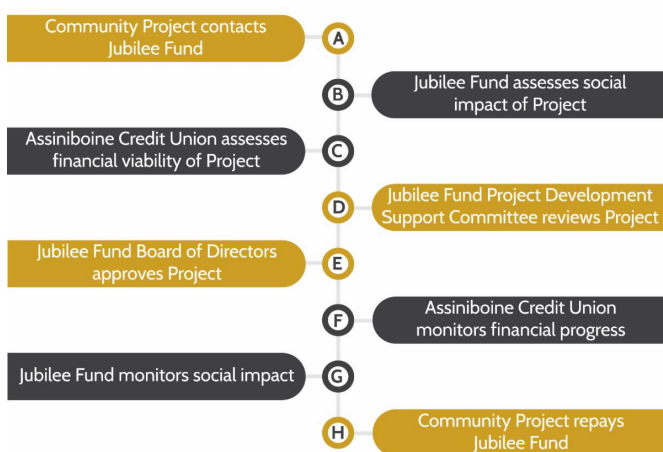 Community Project contacts
Jubilee Fund
A
B
Jubilee Fund assesses social
impact of Project
Assiniboine Credit Union assesses
financial viability of Project
C
D
Jubilee Fund Project Development
Support Committee reviews Project
Jubilee Fund Board of Directors
approves Project
E
F
Assiniboine Credit Union
monitors financial progress
Jubilee Fund monitors social impact
G
H
Community Project repays
Jubilee Fund